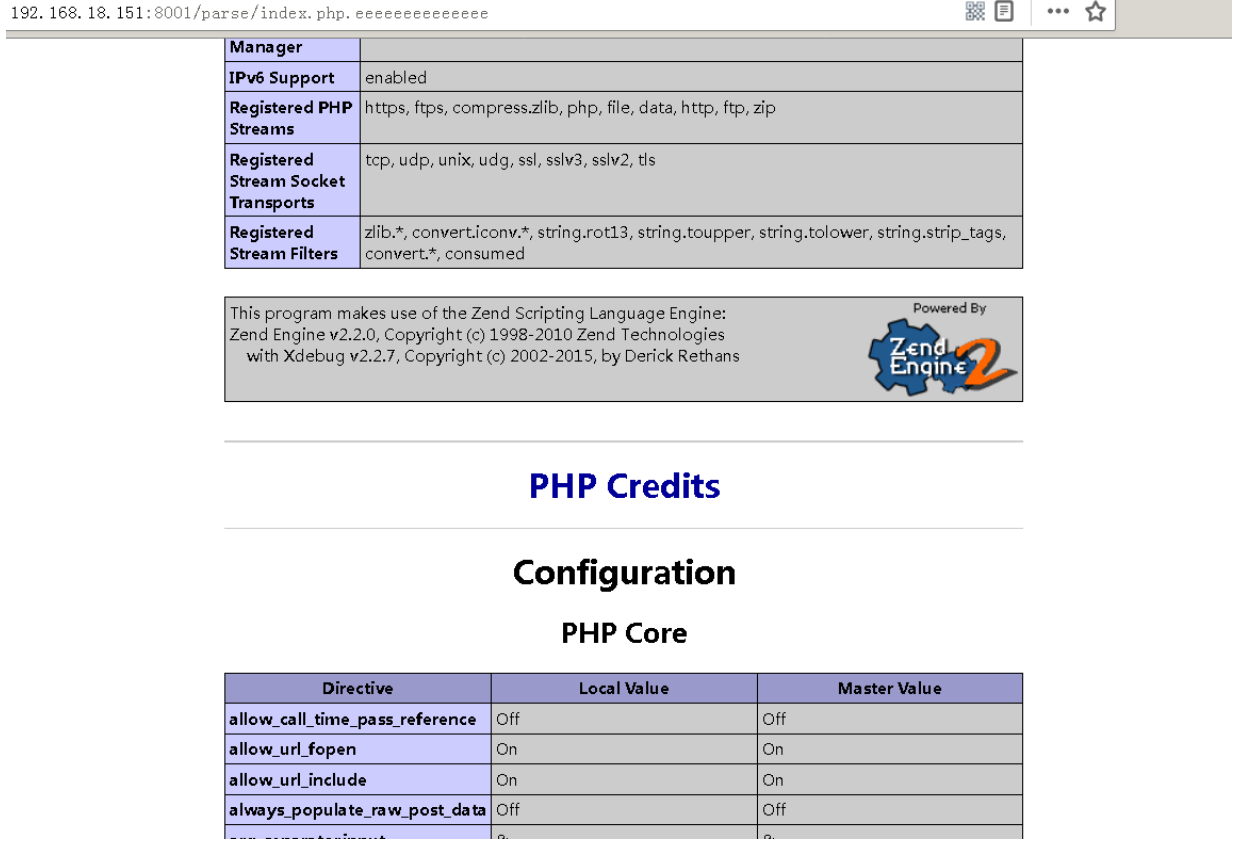 192.168.18.151:8001/parse/index.php.eeeeeeeeeeeeee
Manager
IPv6 Support enabled
Registered PHP Streams https, ftps, compress.zlib, php, file, data, http, ftp, zip
Registered Stream Socket Transports tcp, udp, unix, udg, ssl, sslv3, sslv2, tls
Registered Stream Filters zlib.*, convert.iconv.*, string.rot13, string.toupper, string.tolower, string.strip_tags,
convert.*, consumed
This program makes use of the Zend Scripting Language Engine:
Zend Engine v2.2.0, Copyright (c) 1998-2010 Zend Technologies
with Xdebug v2.2.7, Copyright (c) 2002-2015, by Derick Rethans
Powered By
Zend
Engine 2
PHP Credits
Configuration
PHP Core
Directive Local Value Master Value
allow_call_time_pass_reference Off Off
allow_url_fopen On On
allow_url_include On On
always_populate_raw_post_data Off Off